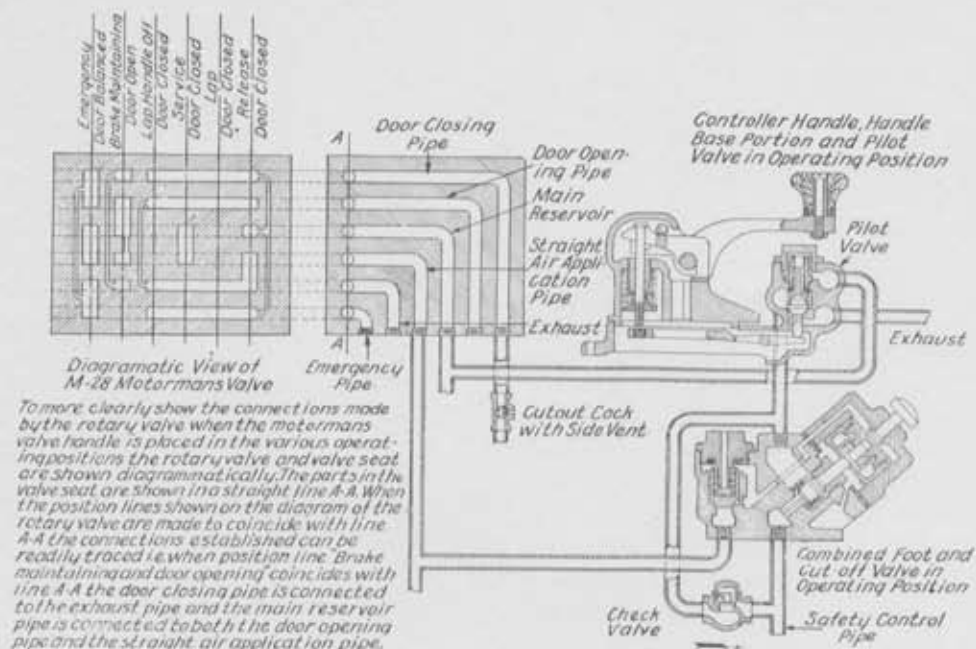 Emergency
Door Balanced
Brake Maintaining
Door Open
Lap Handle Off
Door Closed
Service
Door Closed
Lap
Door Closed
Release
Door Closed
A
A
Door Closing
Pipe
Door Open-
ing Pipe
Main
Reservoir
Straight
Air Appli
cation
Pipe
Exhaust
Emergency
Pipe
Cutout Cock
with Side Vent
Controller Handle, Handle
Base Portion and Pilot
Valve in Operating Position
Pilot
Valve
Exhaust
Combined Foot and
Cut-off Valve in
Operating Position
Check
Valve
Safety Control
Pipe
Diagramatic View of
M-28 Motormans Valve
To more clearly show the connections made
by the rotary valve when the motormans
valve handle is placed in the various operat-
ing positions the rotary valve and valve seat
are shown diagrammatically. The parts in the
valve seat are shown in a straight line A-A. When
the position lines shown on the diagram of the
rotary valve are made to coincide with line
A-A the connections established can be
readily traced i.e. when position line "Brake
maintaining and door opening" coincides with
line A-A the door closing pipe is connected
to the exhaust pipe and the main reservoir
pipe is connected to both the door opening
pipe and the straight air application pipe.